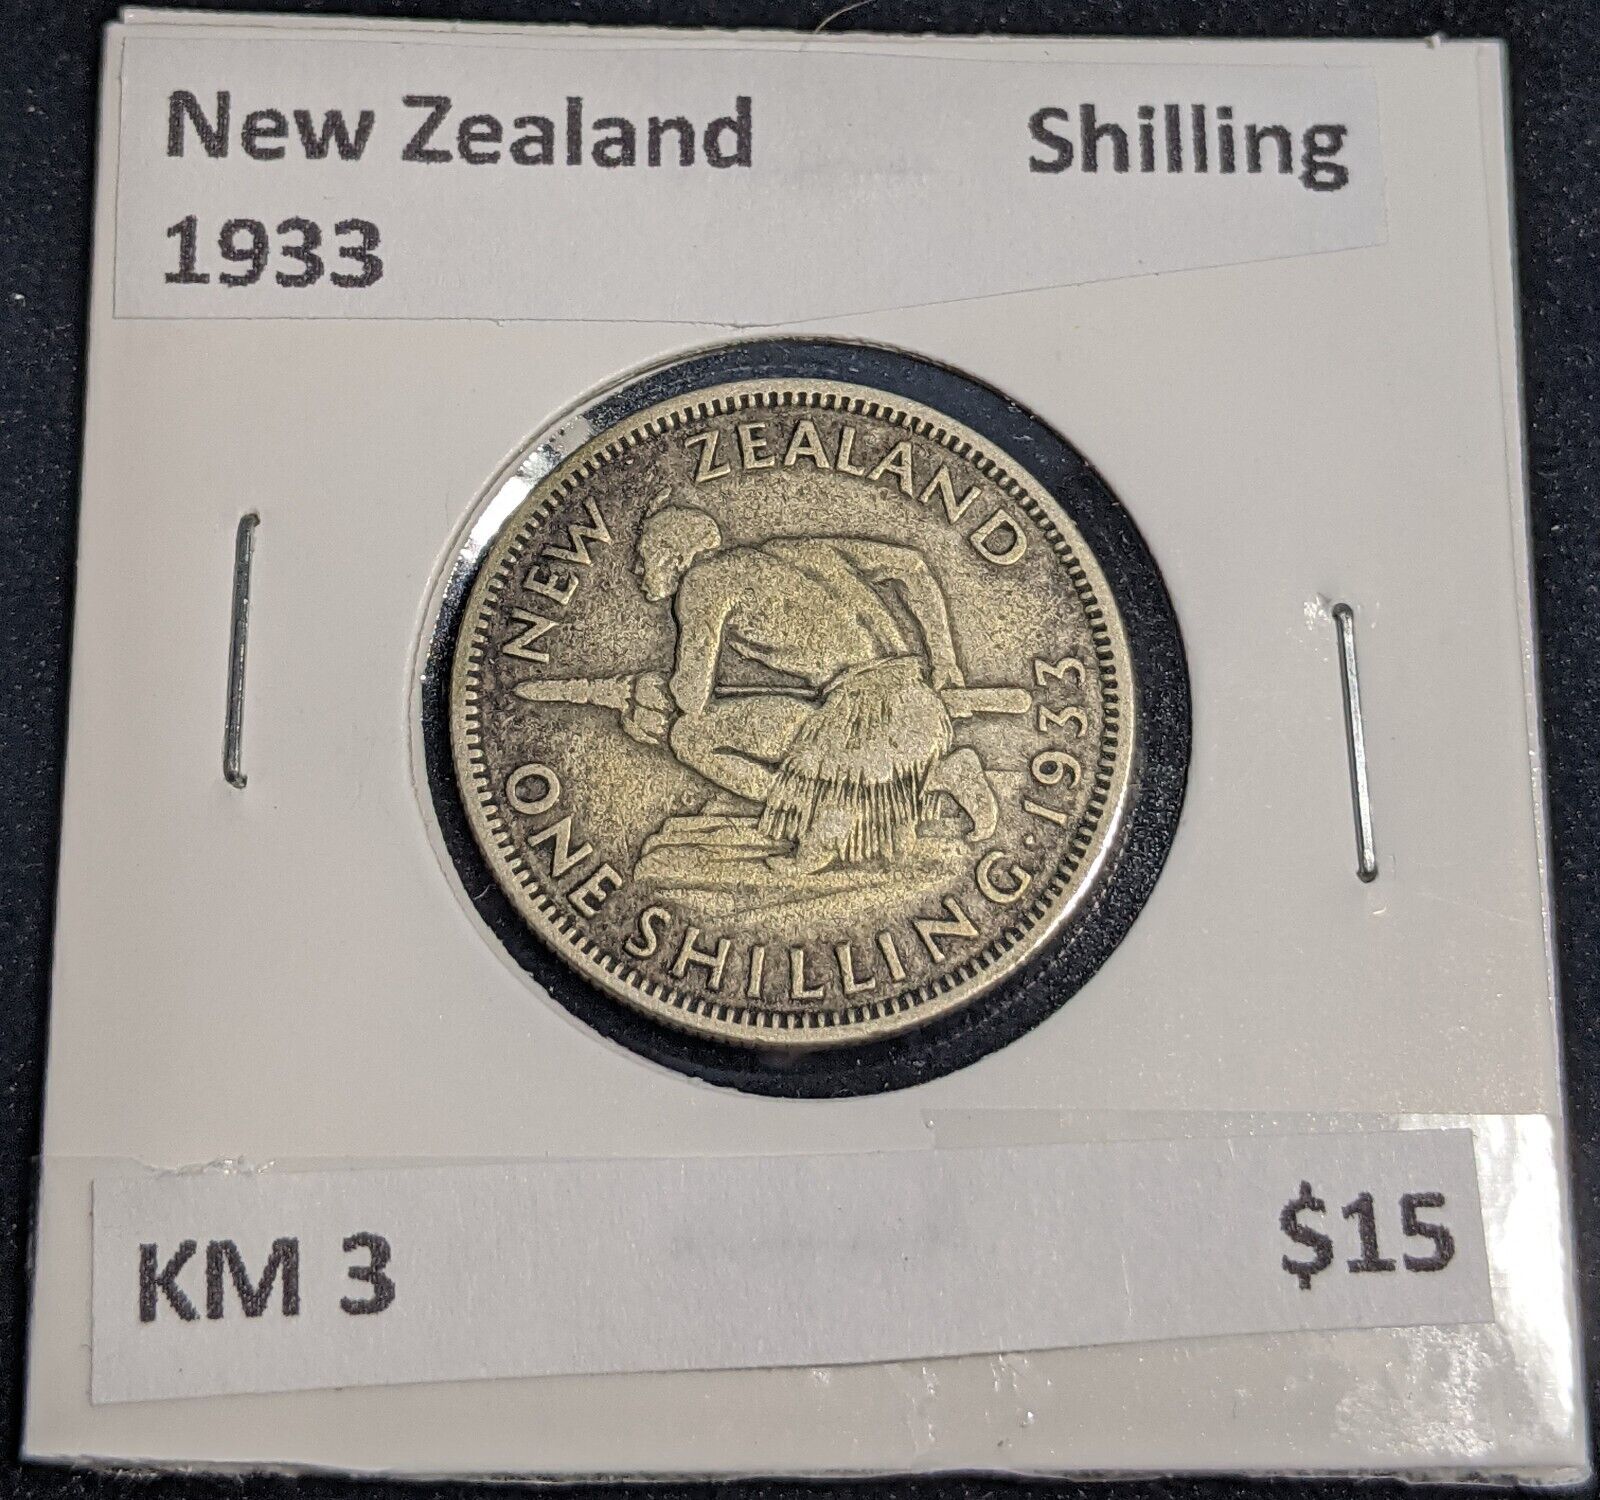 New Zealand Shilling
1933
NEW ZEALAND
ONE SHILLING · 1933
KM 3 $15